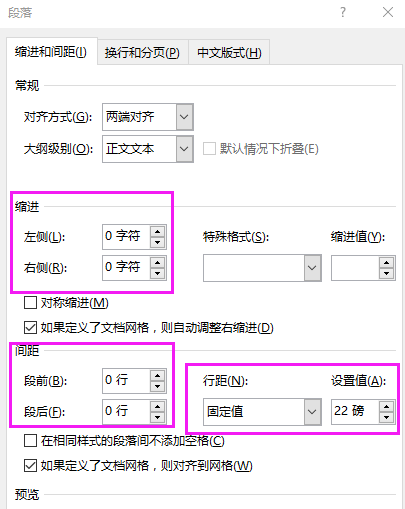 段落
缩进和间距(I) 换行和分页(P) 中文版式(H)
常规
对齐方式(G): 两端对齐
大纲级别(O): 正文文本 默认情况下折叠(E)
缩进
左侧(L): 0 字符 特殊格式(S): 缩进值(Y):
右侧(R): 0 字符
对称缩进(M)
如果定义了文档网格，则自动调整右缩进(D)
间距
段前(B): 0 行 行距(N): 设置值(A):
段后(F): 0 行 固定值 22 磅
在相同样式的段落间不添加空格(C)
如果定义了文档网格，则对齐到网格(W)
预览